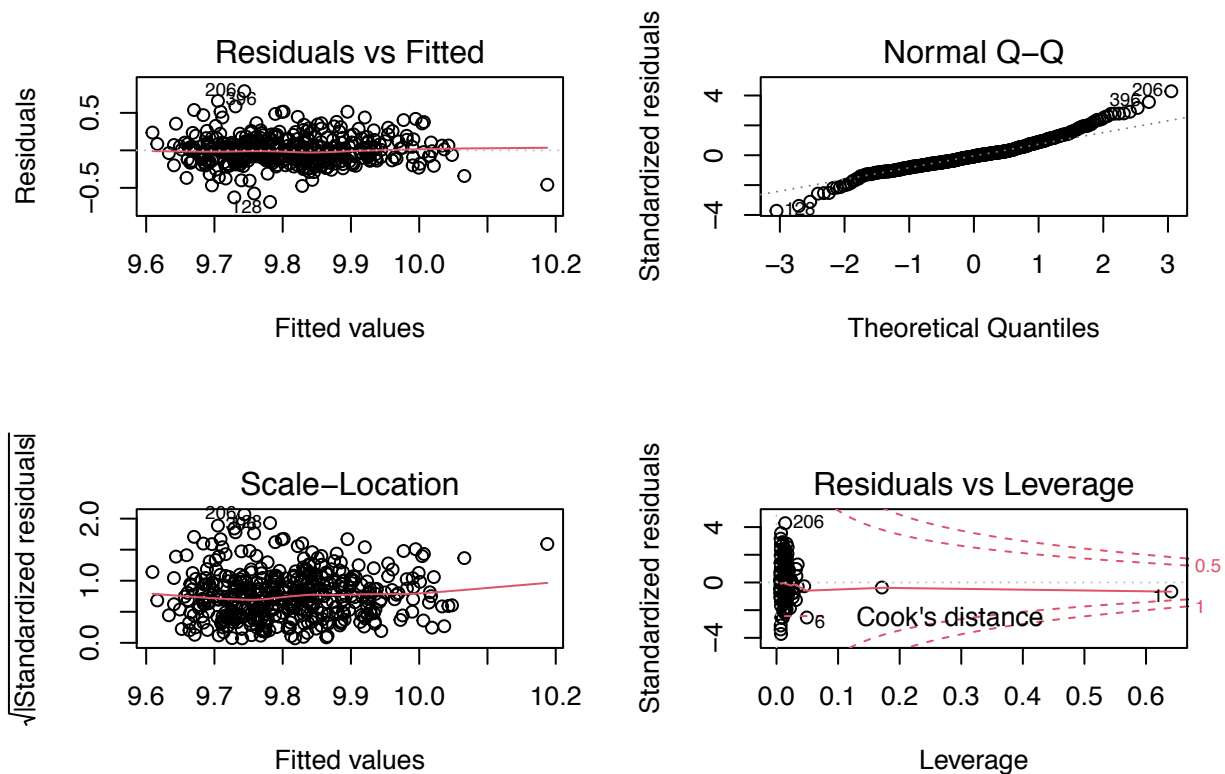 Residuals vs Fitted
Residuals
0.5
−0.5
206
396
128
9.6 9.7 9.8 9.9 10.0 10.2
Fitted values
Normal Q−Q
Standardized residuals
4
0
−4
206
396
128
−3 −2 −1 0 1 2 3
Theoretical Quantiles
Scale−Location
√|Standardized residuals|
2.0
1.0
0.0
206
9.6 9.7 9.8 9.9 10.0 10.2
Fitted values
Residuals vs Leverage
Standardized residuals
4
0
−4
206
0.5
1
1
6
Cook's distance
0.0 0.1 0.2 0.3 0.4 0.5 0.6
Leverage